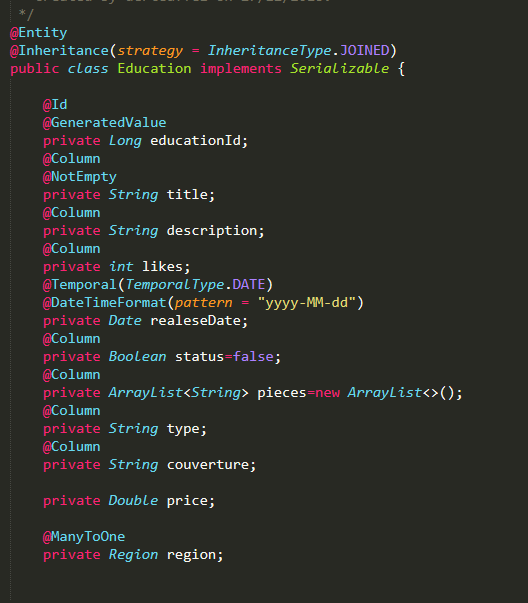 */
@Entity
@Inheritance(strategy = InheritanceType.JOINED)
public class Education implements Serializable {
@Id
@GeneratedValue
private Long educationId;
@Column
@NotEmpty
private String title;
@Column
private String description;
@Column
private int likes;
@Temporal(TemporalType.DATE)
@DateTimeFormat(pattern = "yyyy-MM-dd")
private Date realeseDate;
@Column
private Boolean status=false;
@Column
private ArrayList<String> pieces=new ArrayList<>();
@Column
private String type;
@Column
private String couverture;
private Double price;
@ManyToOne
private Region region;